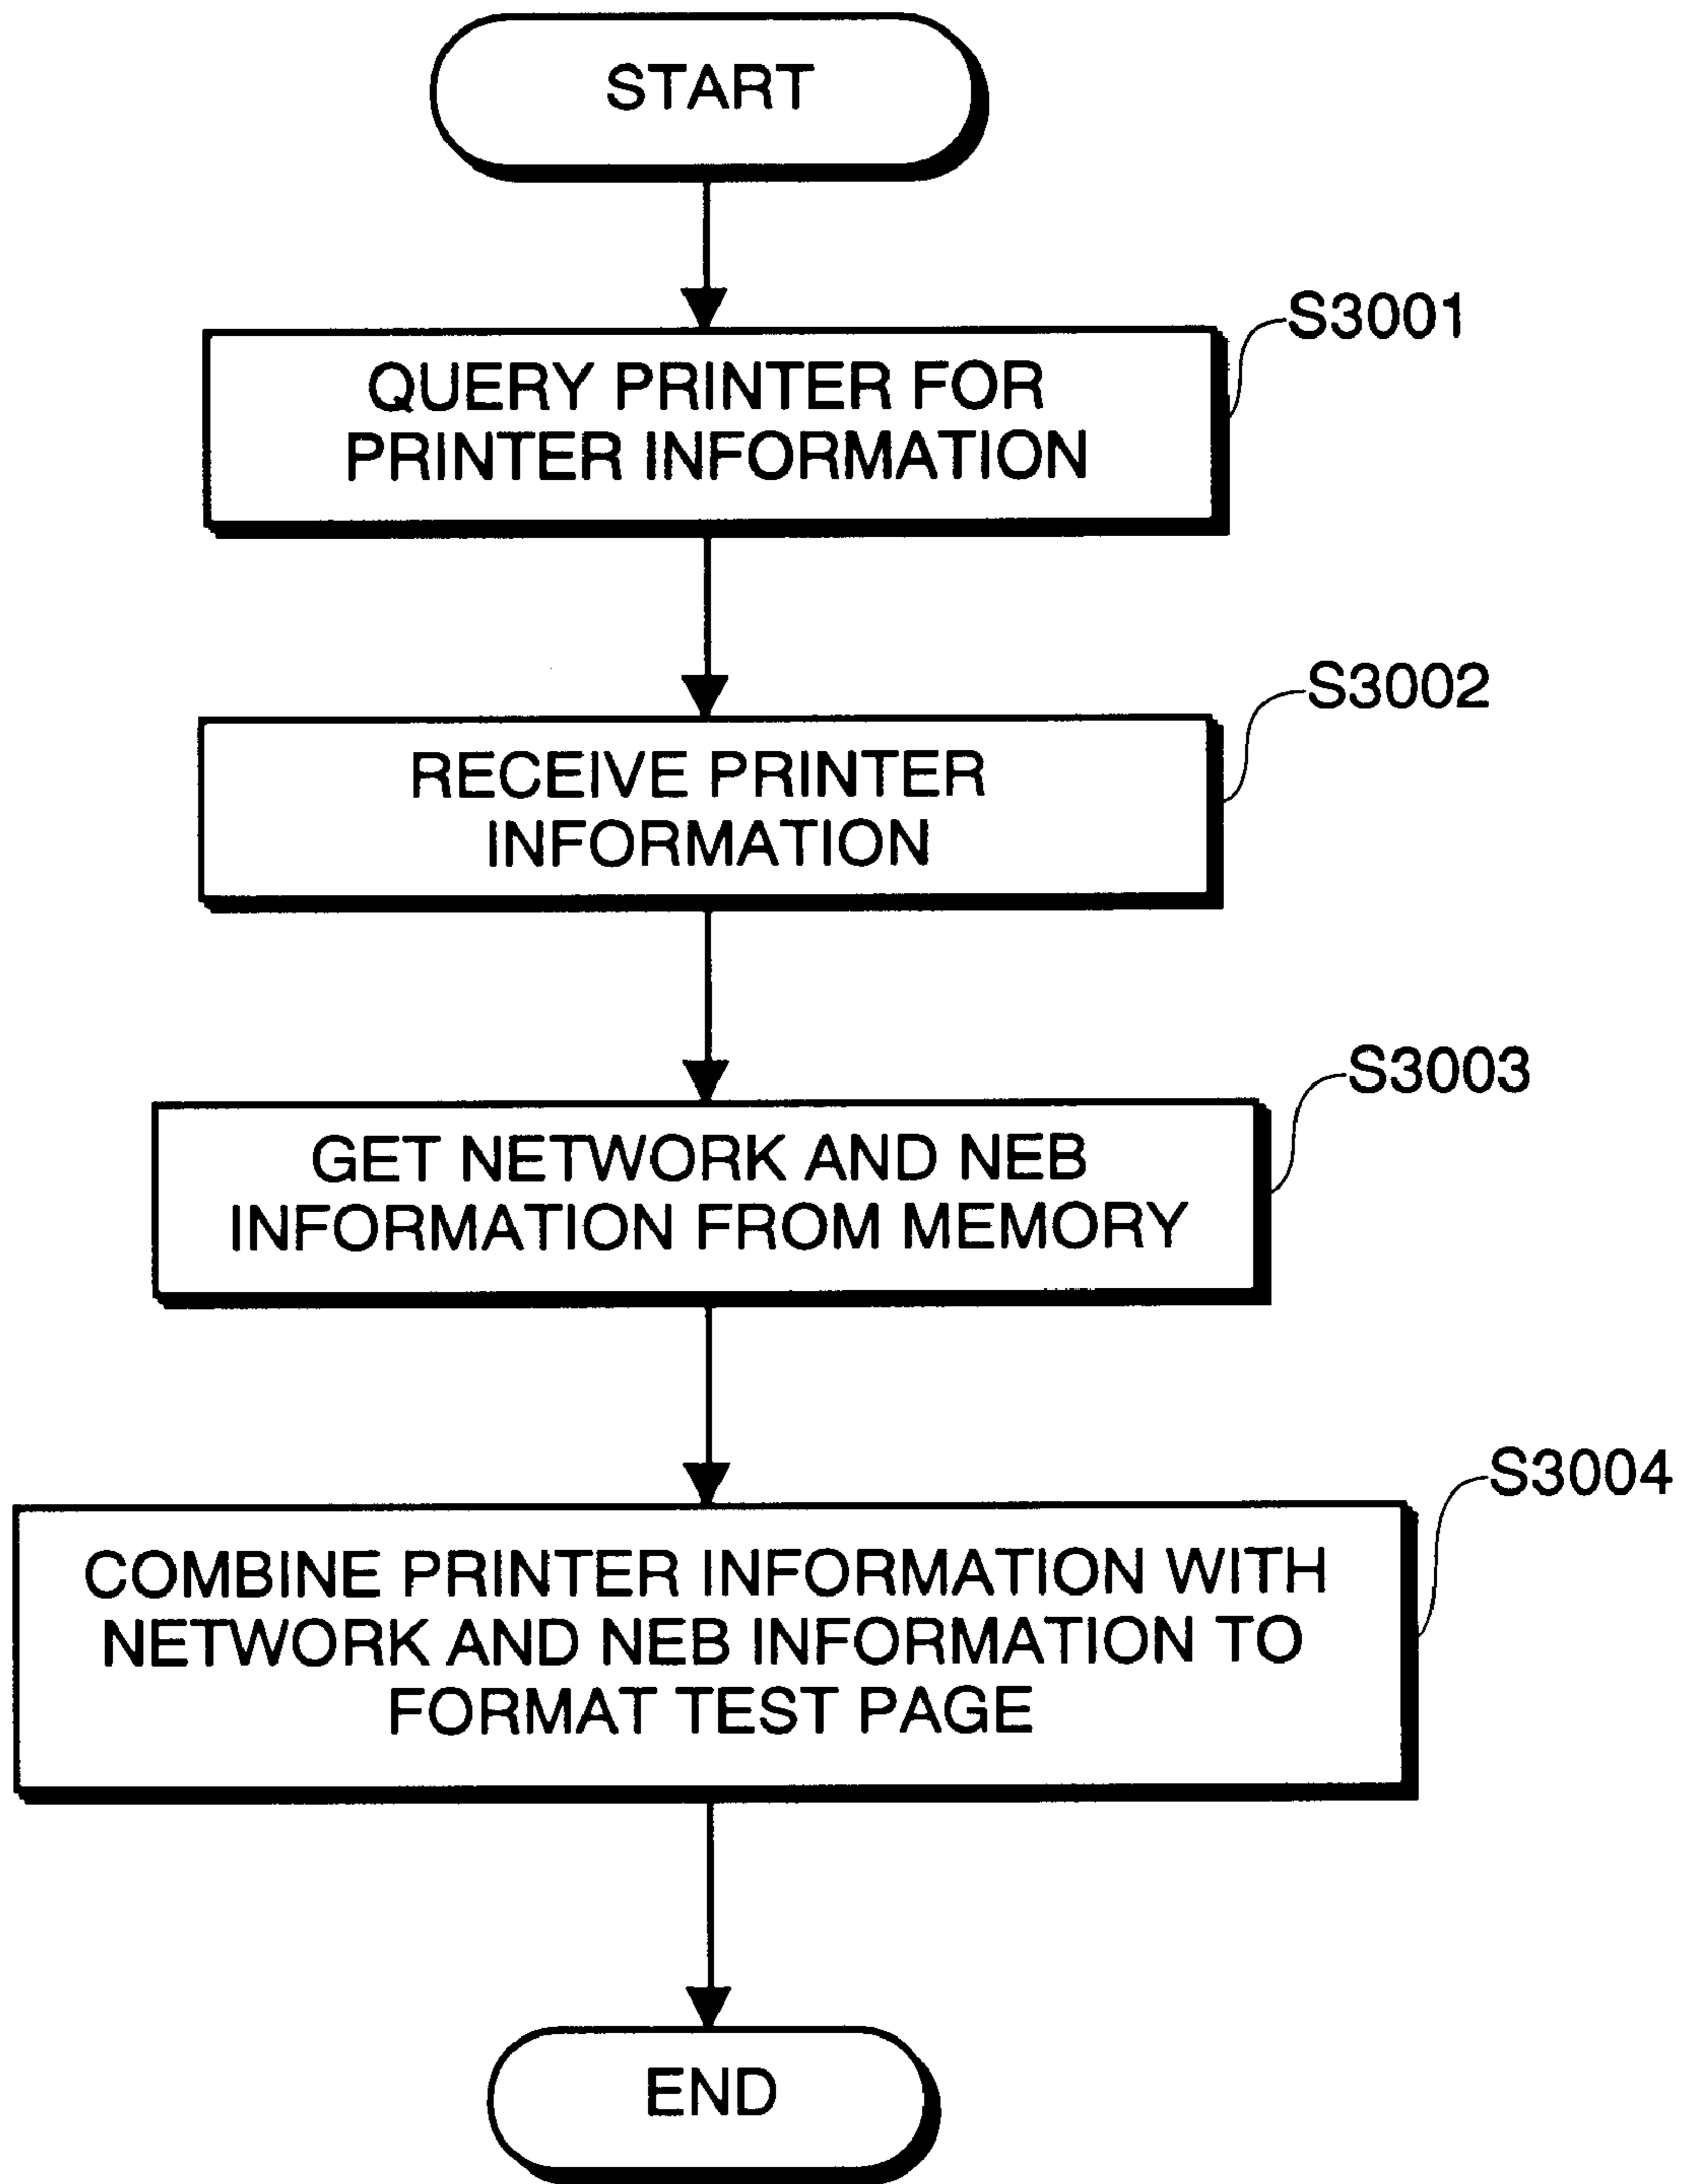 START
S3001
QUERY PRINTER FOR
PRINTER INFORMATION
S3002
RECEIVE PRINTER
INFORMATION
S3003
GET NETWORK AND NEB
INFORMATION FROM MEMORY
S3004
COMBINE PRINTER INFORMATION WITH
NETWORK AND NEB INFORMATION TO
FORMAT TEST PAGE
END